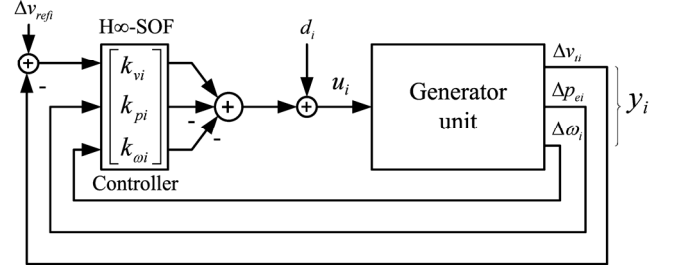 Δv_refi
H∞-SOF
k_vi
k_pi
k_ωi
Controller
+
-
+
-
-
d_i
+
u_i
Generator
unit
Δv_ti
Δp_ei
Δω_i
y_i